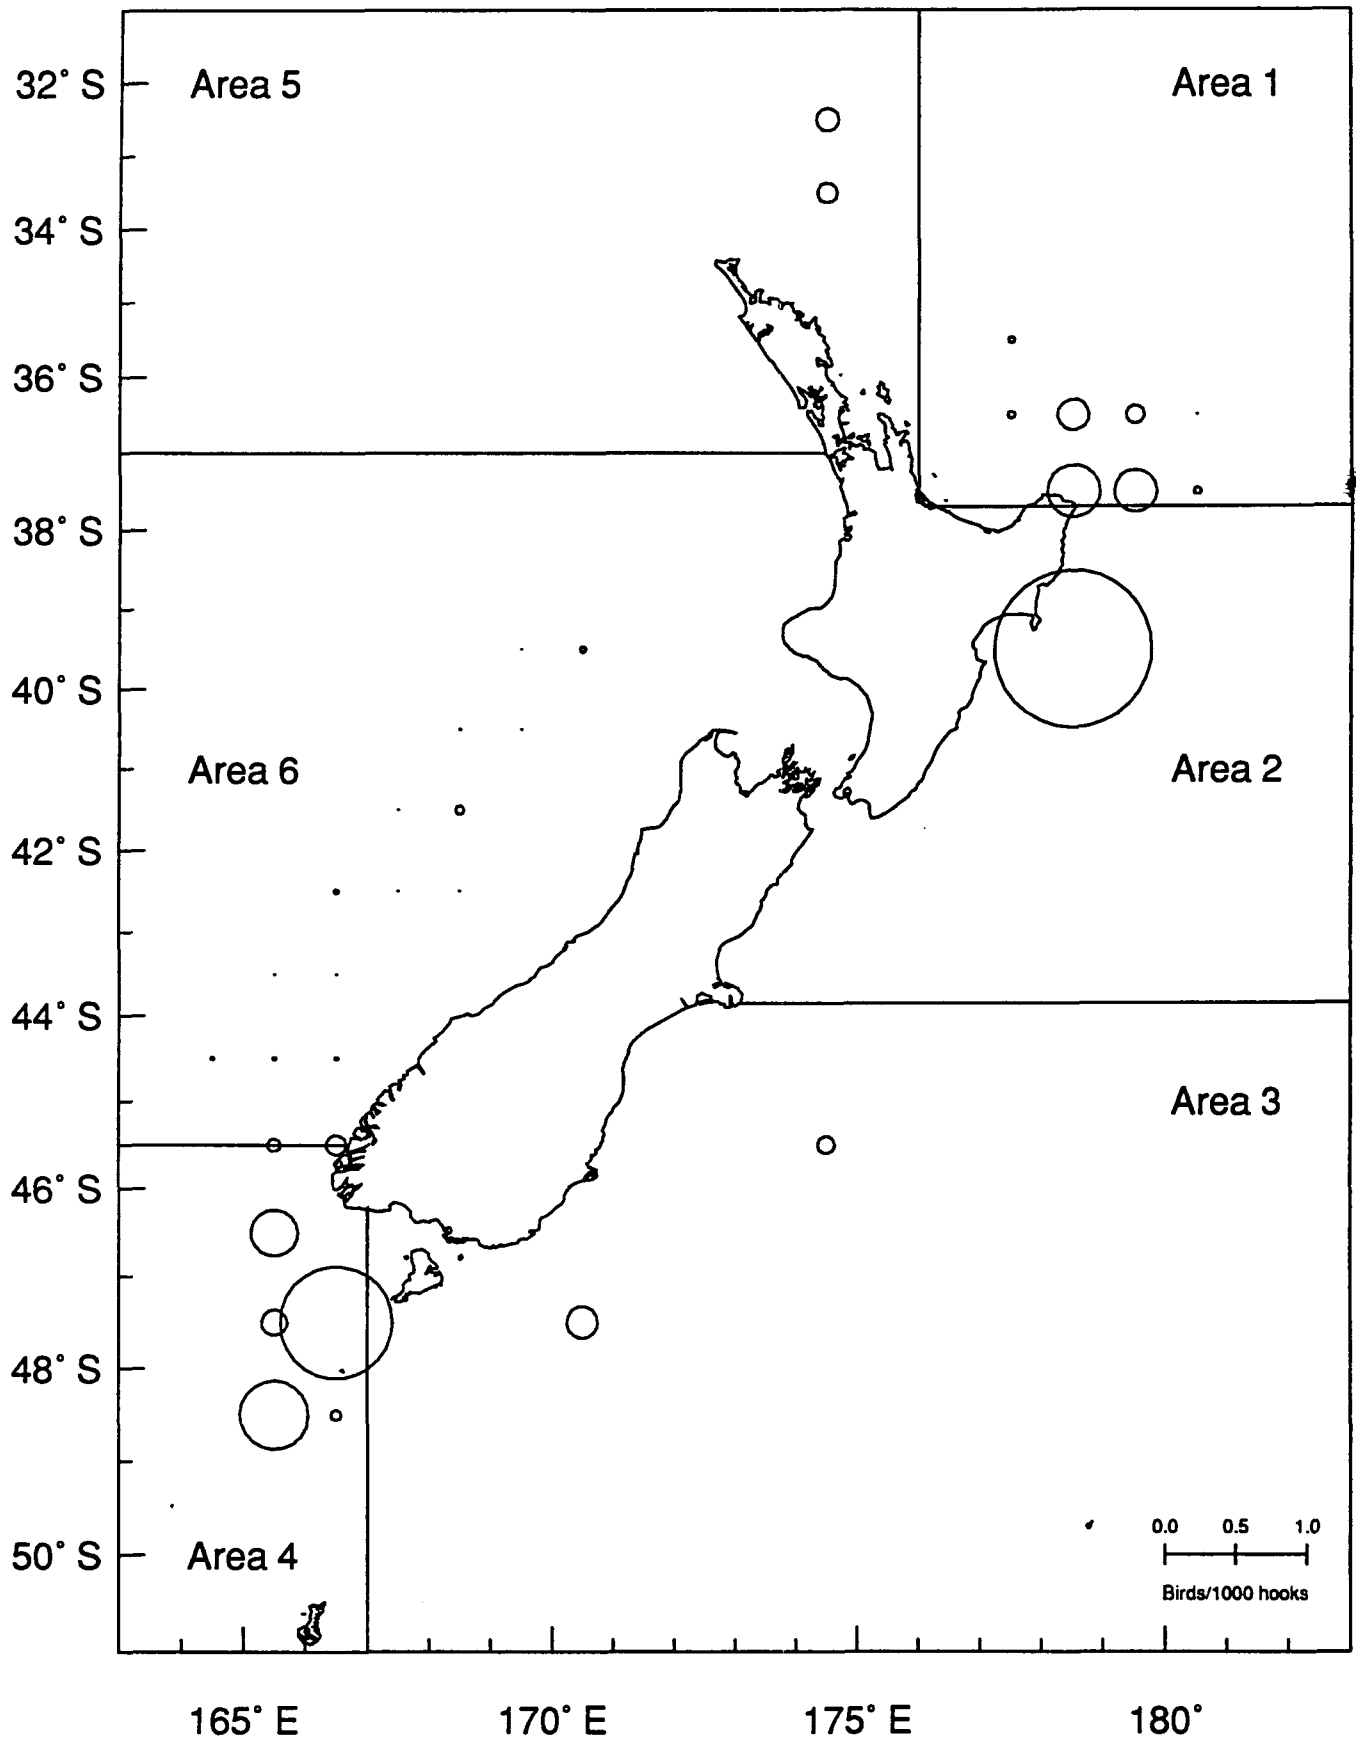 32° S
Area 5
Area 1
34° S
36° S
38° S
40° S
Area 6
Area 2
42° S
44° S
Area 3
46° S
48° S
0.0 0.5 1.0
50° S
Area 4
Birds/1000 hooks
165° E 170° E 175° E 180°